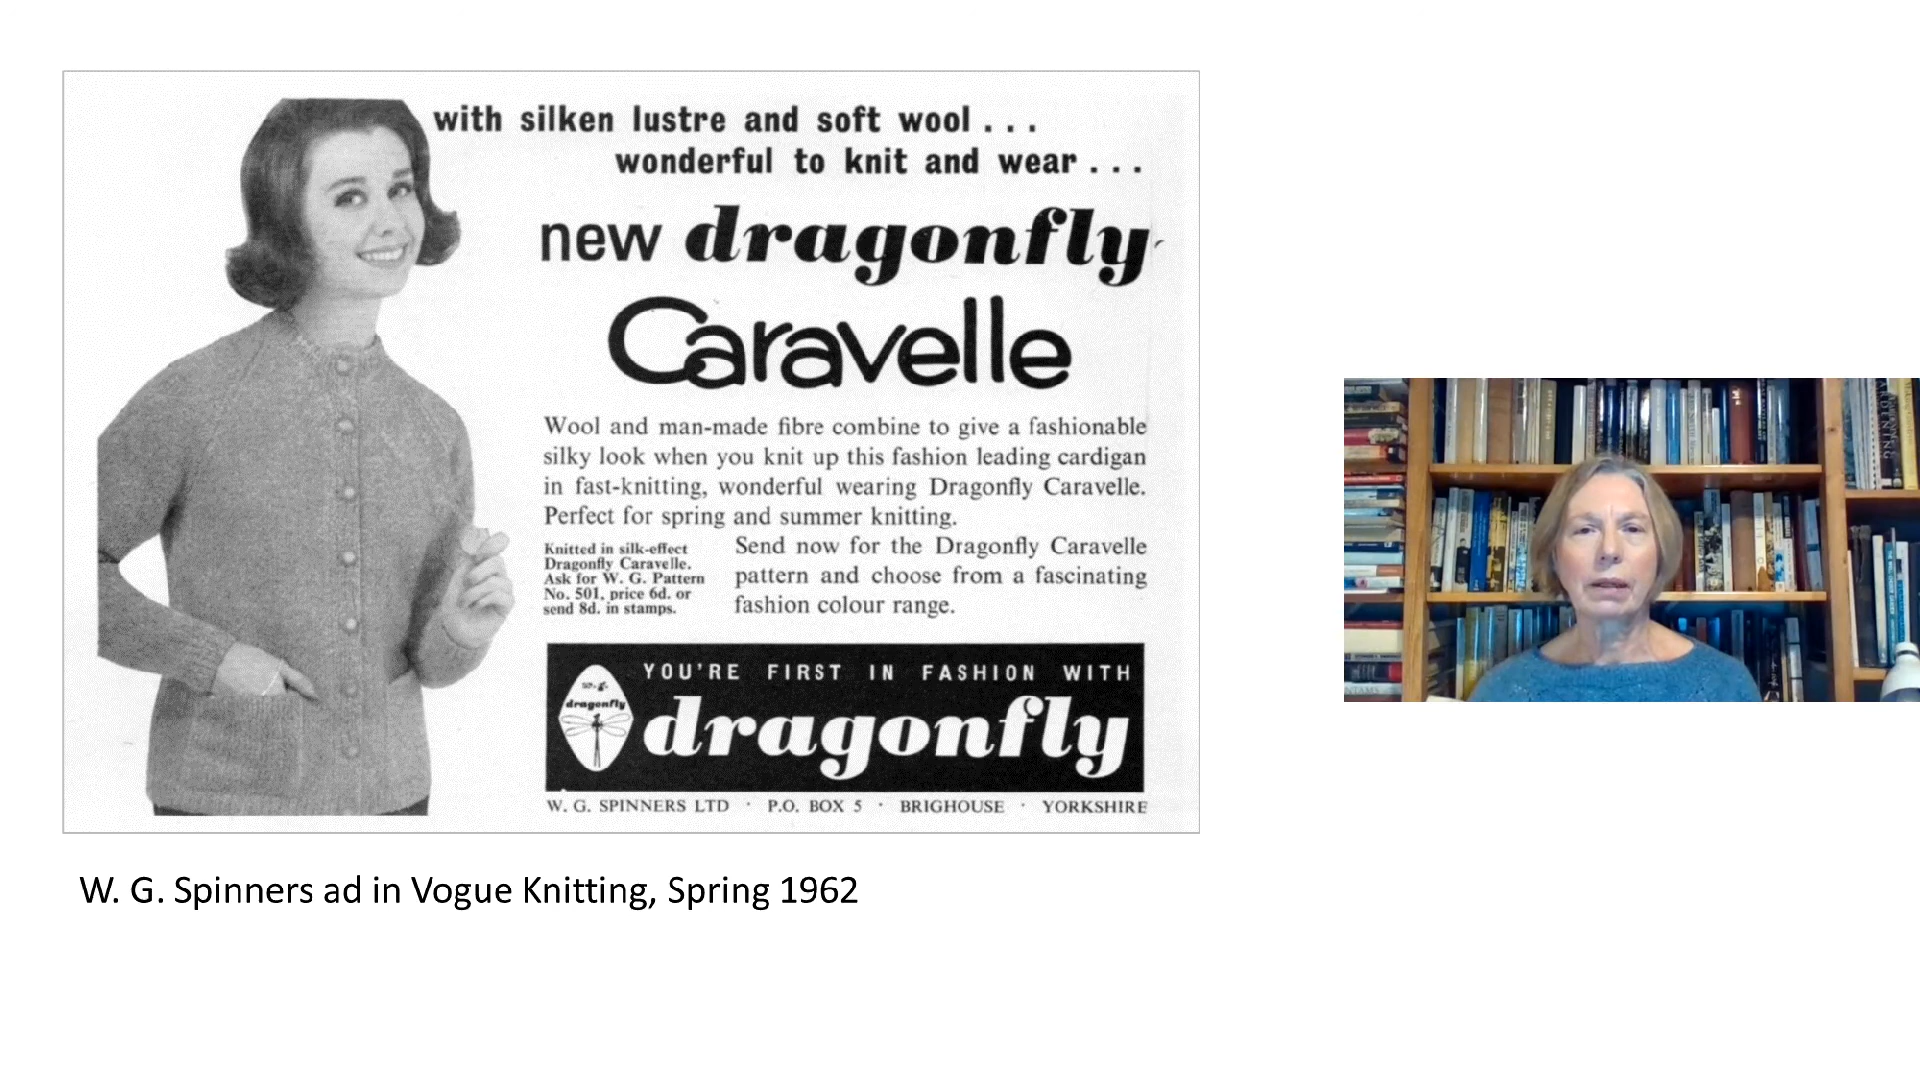 with silken lustre and soft wool . . .
wonderful to knit and wear . . .
new dragonfly
Caravelle
Wool and man-made fibre combine to give a fashionable
silky look when you knit up this fashion leading cardigan
in fast-knitting, wonderful wearing Dragonfly Caravelle.
Perfect for spring and summer knitting.
Knitted in silk-effect
Dragonfly Caravelle.
Ask for W. G. Pattern
No. 501, price 6d. or
send 8d. in stamps.
Send now for the Dragonfly Caravelle
pattern and choose from a fascinating
fashion colour range.
w.g.
dragonfly
YOU'RE FIRST IN FASHION WITH
dragonfly
W. G. SPINNERS LTD · P.O. BOX 5 · BRIGHOUSE · YORKSHIRE
W. G. Spinners ad in Vogue Knitting, Spring 1962